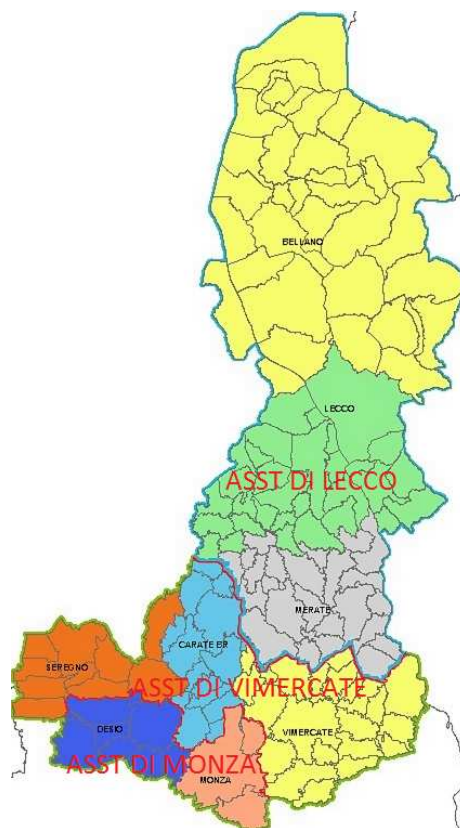 BELLANO
LECCO
ASST DI LECCO
MERATE
CARATE BR
SEREGNO
ASST DI VIMERCATE
DESIO
VIMERCATE
ASST DI MONZA
MONZA